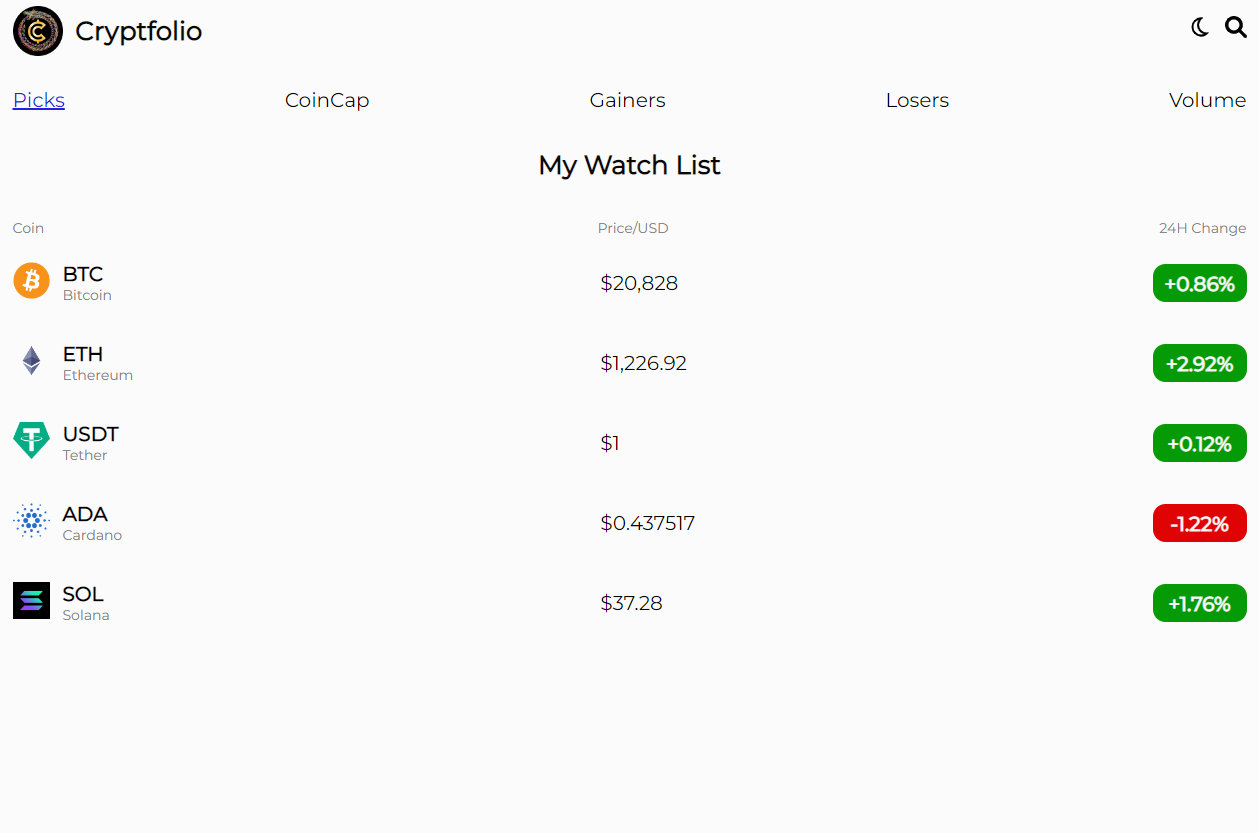 Cryptfolio
Picks CoinCap Gainers Losers Volume
My Watch List
Coin Price/USD 24H Change
BTC
Bitcoin
$20,828
+0.86%
ETH
Ethereum
$1,226.92
+2.92%
USDT
Tether
$1
+0.12%
ADA
Cardano
$0.437517
-1.22%
SOL
Solana
$37.28
+1.76%